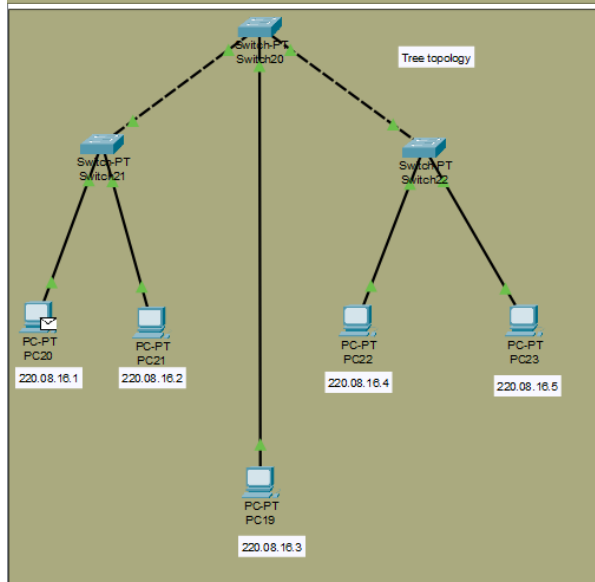 Switch-PT
Switch20
Tree topology
Switch-PT
Switch21
Switch-PT
Switch22
PC-PT
PC20
220.08.16.1
PC-PT
PC21
220.08.16.2
PC-PT
PC22
220.08.16.4
PC-PT
PC23
220.08.16.5
PC-PT
PC19
220.08.16.3